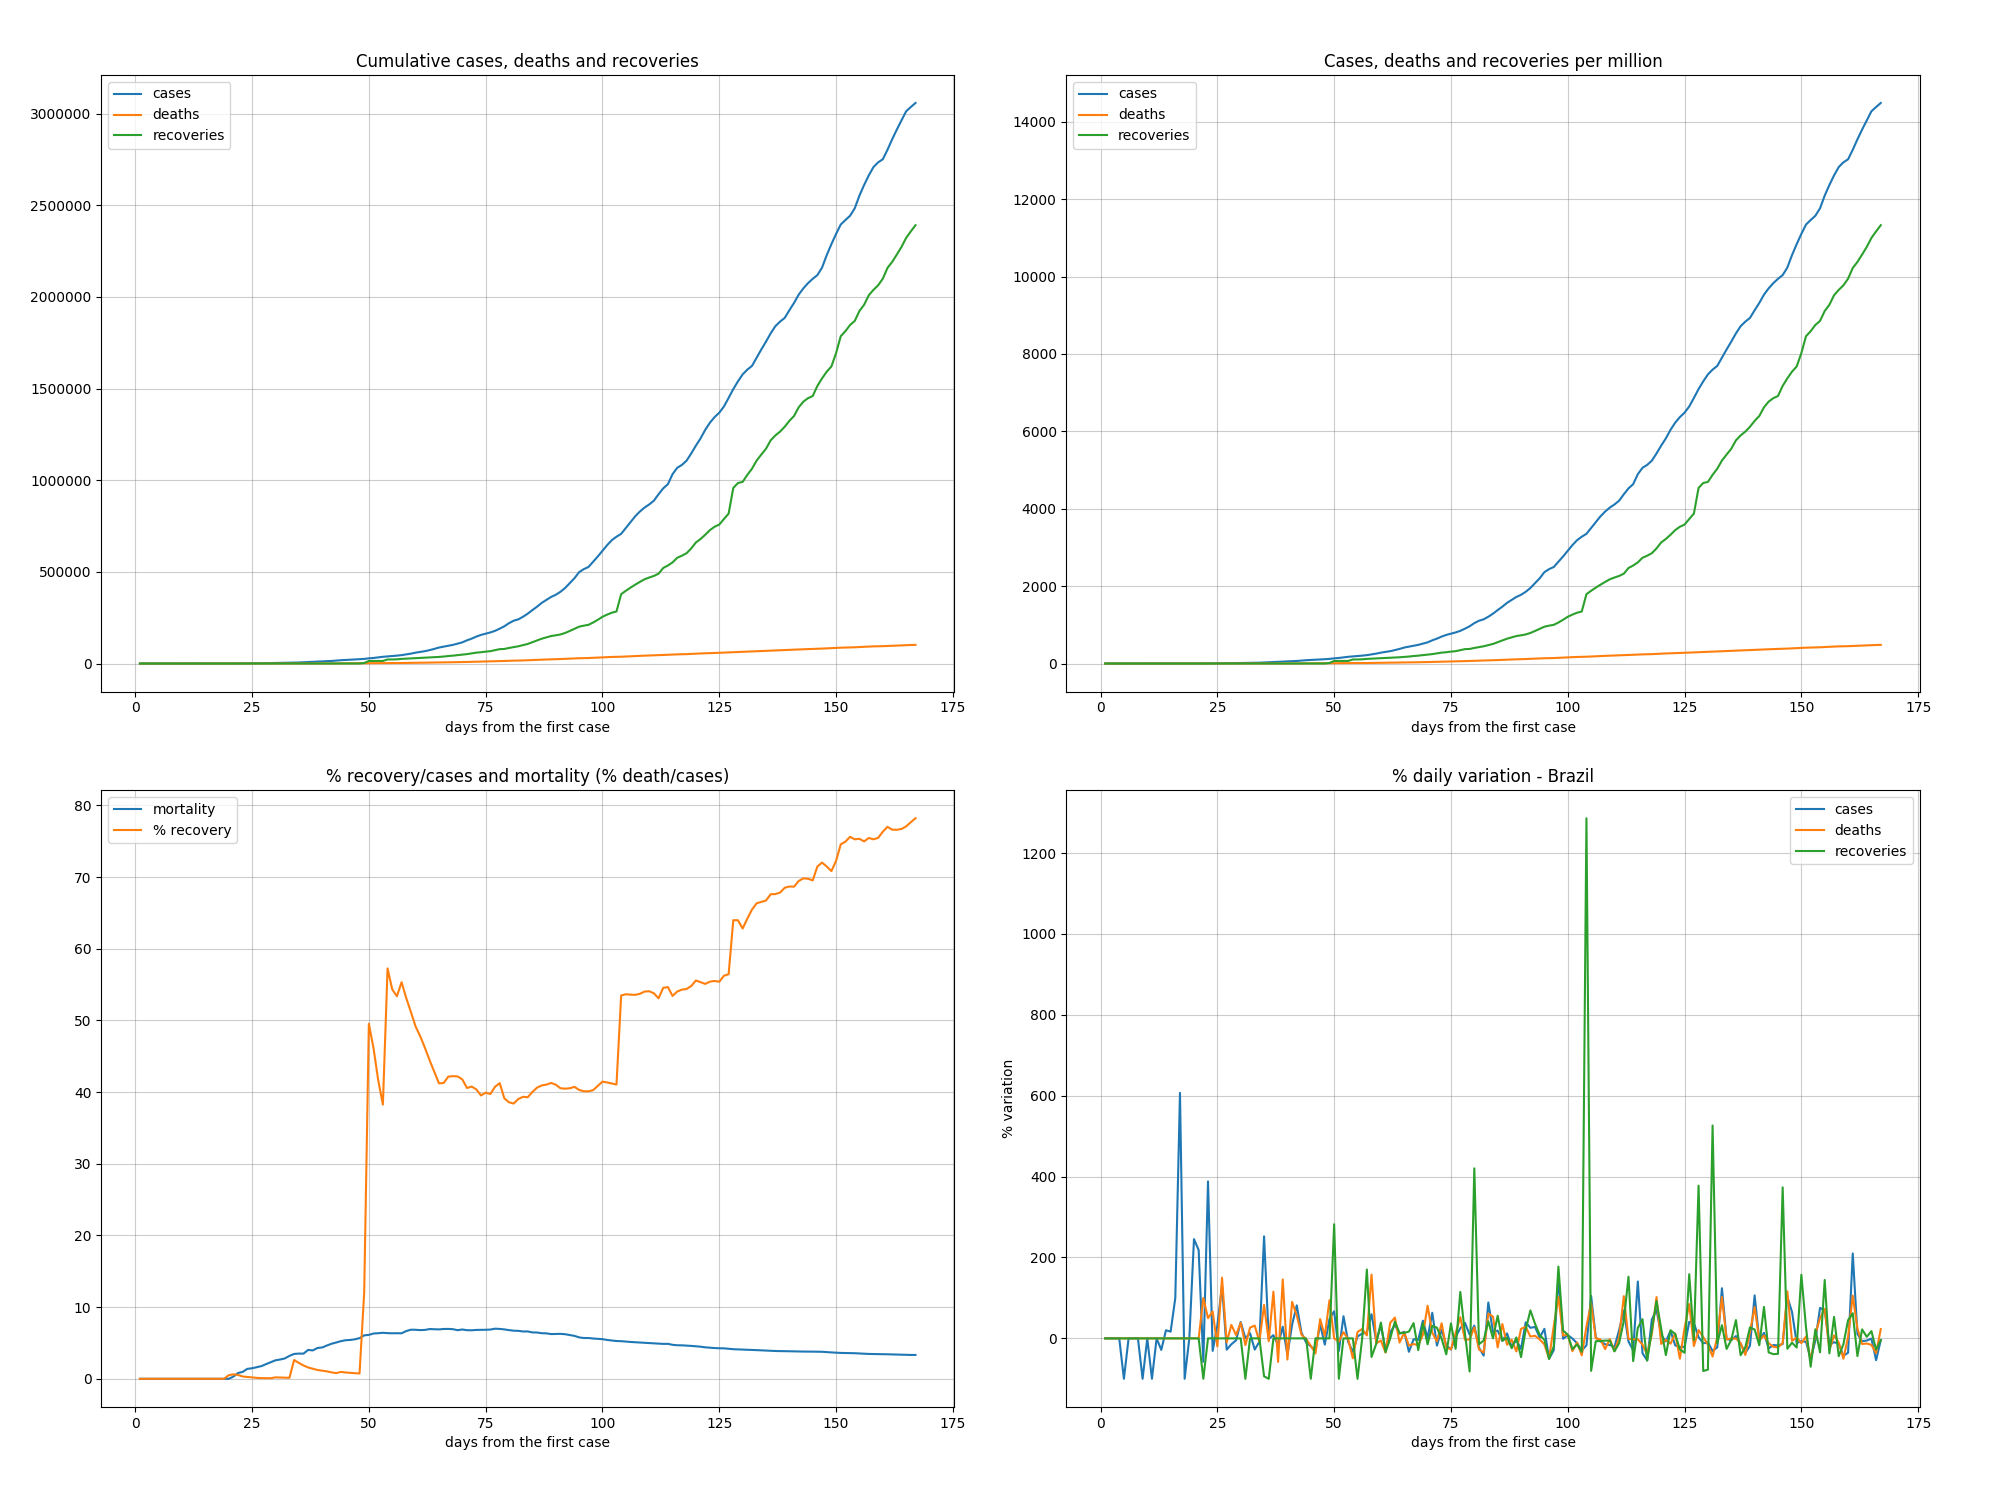 Cumulative cases, deaths and recoveries
cases
deaths
recoveries
3000000
2500000
2000000
1500000
1000000
500000
0
0 25 50 75 100 125 150 175
days from the first case
Cases, deaths and recoveries per million
cases
deaths
recoveries
14000
12000
10000
8000
6000
4000
2000
0
0 25 50 75 100 125 150 175
days from the first case
% recovery/cases and mortality (% death/cases)
mortality
% recovery
80
70
60
50
40
30
20
10
0
0 25 50 75 100 125 150 175
days from the first case
% daily variation - Brazil
cases
deaths
recoveries
% variation
1200
1000
800
600
400
200
0
0 25 50 75 100 125 150 175
days from the first case